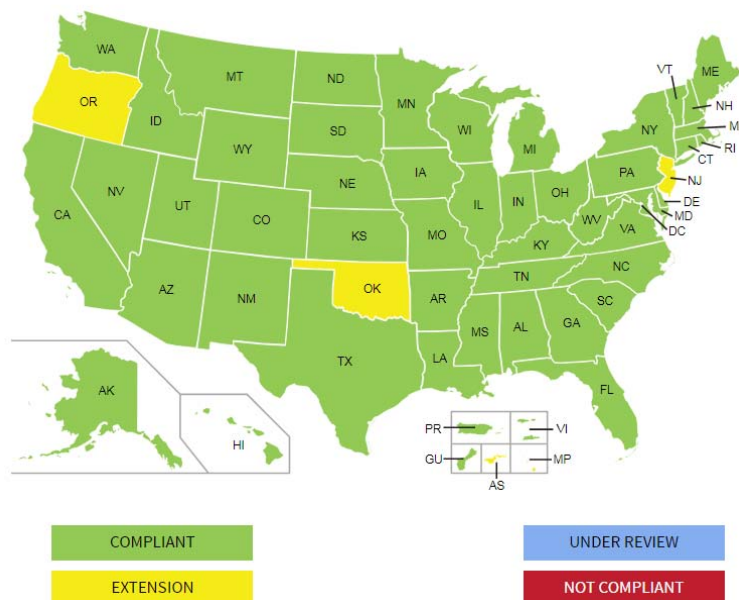 WA
MT
ND
MN
VT
ME
OR
ID
SD
WI
MI
NY
NH
M
RI
CT
WY
NE
IA
PA
NJ
NV
UT
CO
KS
MO
IL
IN
OH
WV
VA
DE
MD
DC
CA
KY
AZ
NM
OK
AR
TN
NC
SC
MS
AL
GA
TX
LA
FL
AK
HI
PR
VI
GU
AS
MP
COMPLIANT
UNDER REVIEW
EXTENSION
NOT COMPLIANT